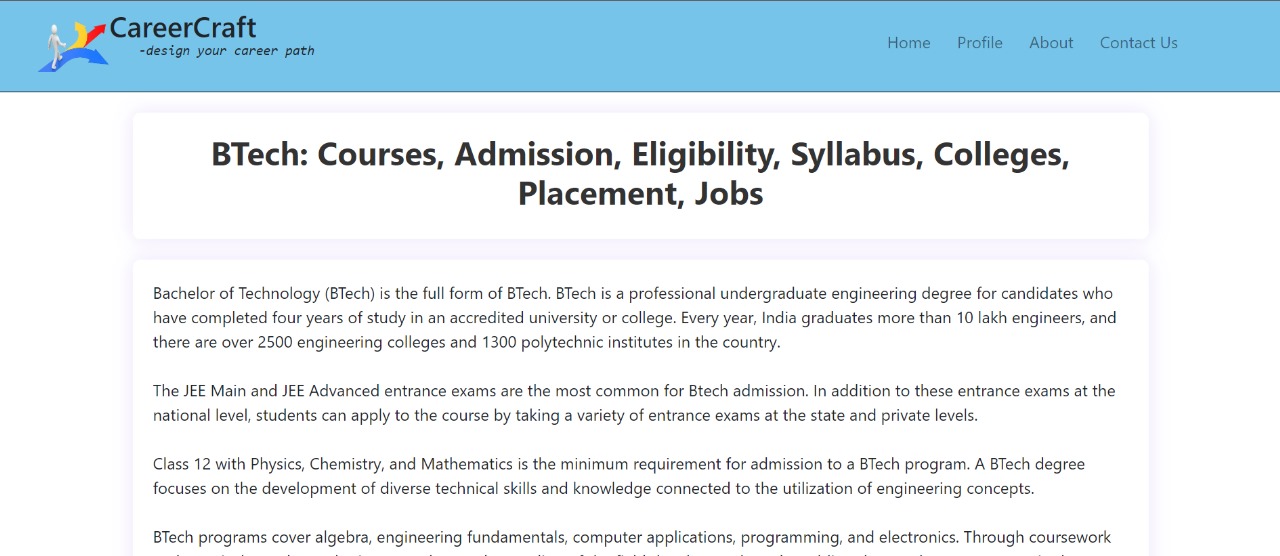 CareerCraft
-design your career path
Home Profile About Contact Us
BTech: Courses, Admission, Eligibility, Syllabus, Colleges,
Placement, Jobs
Bachelor of Technology (BTech) is the full form of BTech. BTech is a professional undergraduate engineering degree for candidates who
have completed four years of study in an accredited university or college. Every year, India graduates more than 10 lakh engineers, and
there are over 2500 engineering colleges and 1300 polytechnic institutes in the country.
The JEE Main and JEE Advanced entrance exams are the most common for Btech admission. In addition to these entrance exams at the
national level, students can apply to the course by taking a variety of entrance exams at the state and private levels.
Class 12 with Physics, Chemistry, and Mathematics is the minimum requirement for admission to a BTech program. A BTech degree
focuses on the development of diverse technical skills and knowledge connected to the utilization of engineering concepts.
BTech programs cover algebra, engineering fundamentals, computer applications, programming, and electronics. Through coursework